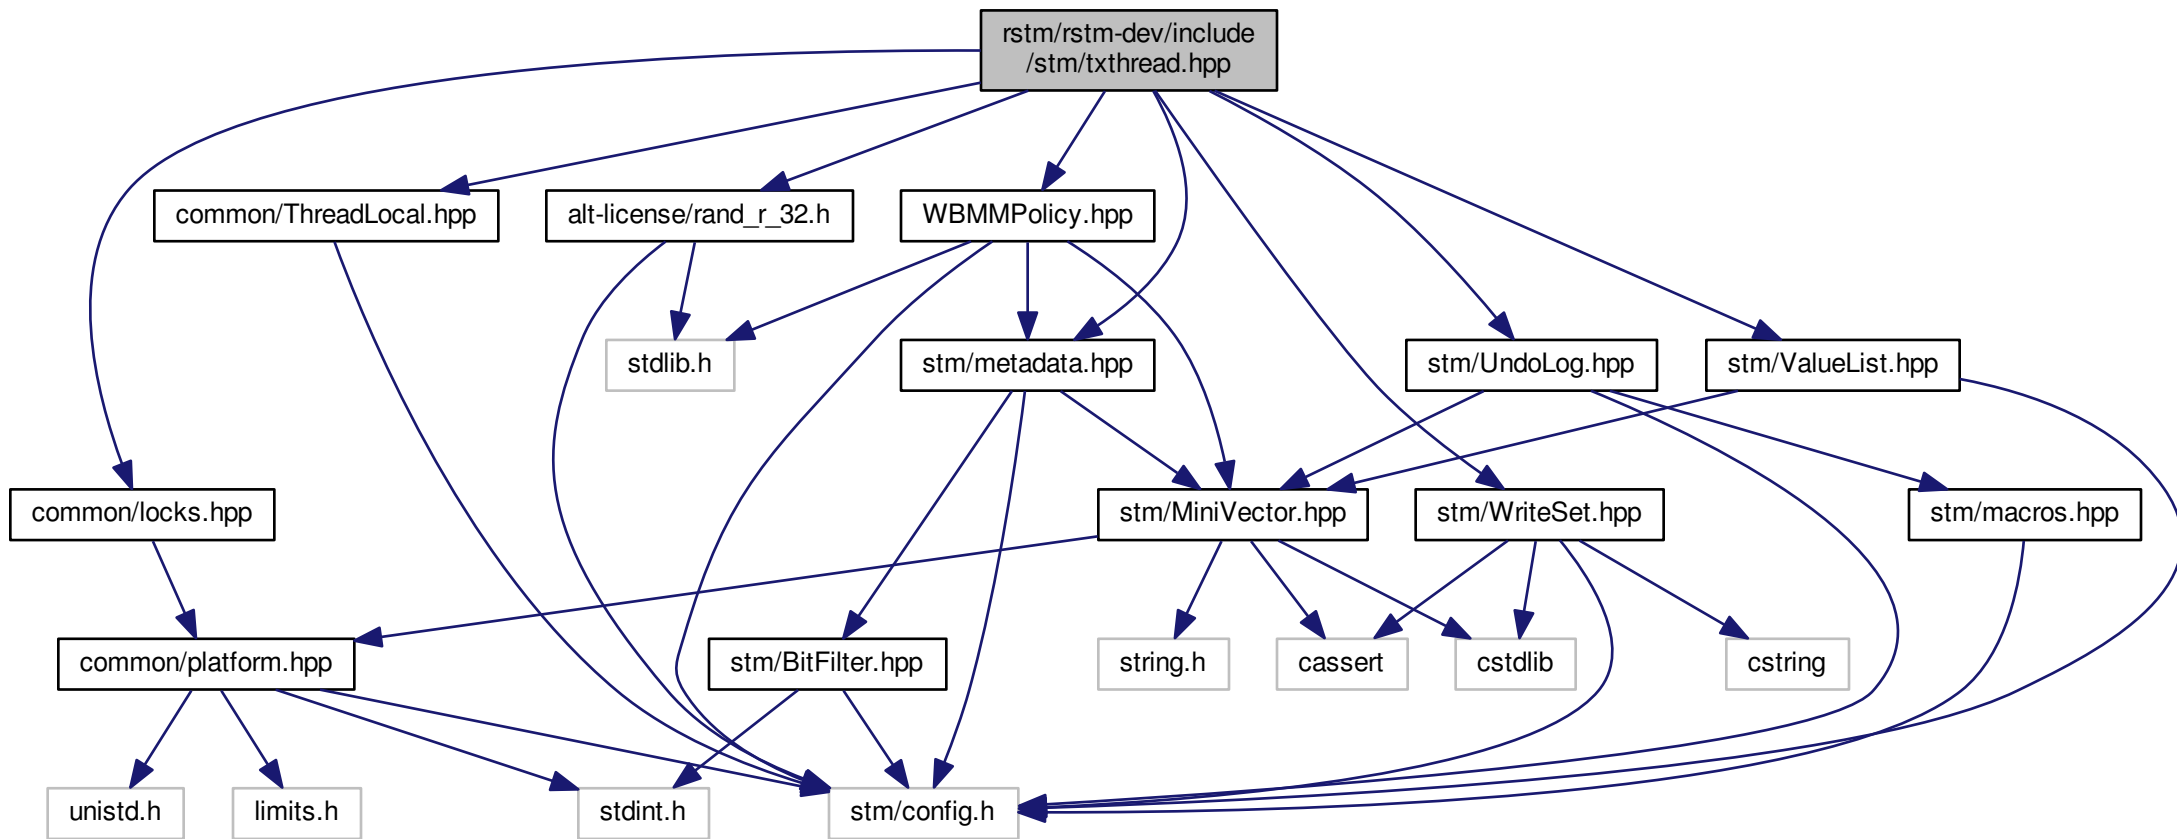 rstm/rstm-dev/include
/stm/txthread.hpp
common/ThreadLocal.hpp
alt-license/rand_r_32.h
WBMMPolicy.hpp
stdlib.h
stm/metadata.hpp
stm/UndoLog.hpp
stm/ValueList.hpp
common/locks.hpp
stm/MiniVector.hpp
stm/WriteSet.hpp
stm/macros.hpp
common/platform.hpp
stm/BitFilter.hpp
string.h
cassert
cstdlib
cstring
unistd.h
limits.h
stdint.h
stm/config.h